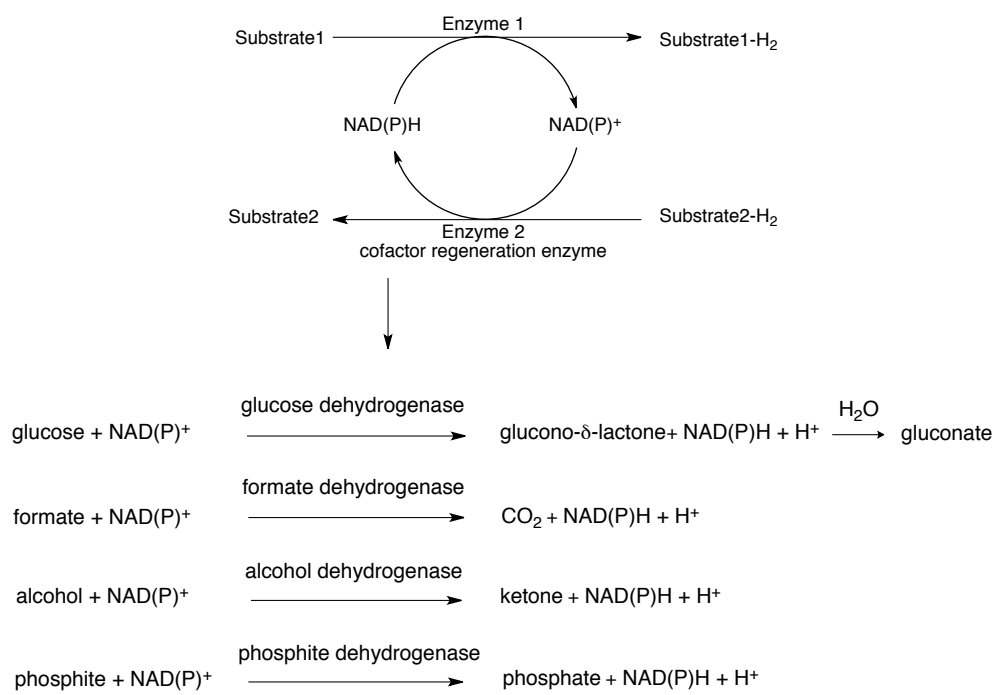 Enzyme 1
Substrate1 Substrate1-H₂
NAD(P)H NAD(P)⁺
Substrate2 Substrate2-H₂
Enzyme 2
cofactor regeneration enzyme
glucose dehydrogenase
glucose + NAD(P)⁺ glucono-δ-lactone+ NAD(P)H + H⁺ H₂O gluconate
formate dehydrogenase
formate + NAD(P)⁺ CO₂ + NAD(P)H + H⁺
alcohol dehydrogenase
alcohol + NAD(P)⁺ ketone + NAD(P)H + H⁺
phosphite dehydrogenase
phosphite + NAD(P)⁺ phosphate + NAD(P)H + H⁺